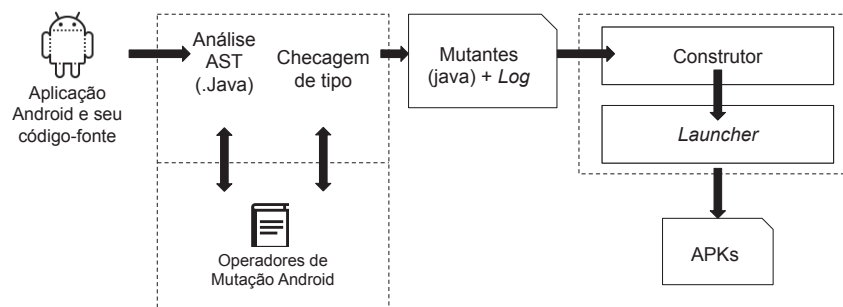 Aplicação
Android e seu
código-fonte
Análise
AST
(.Java)
Checagem
de tipo
Operadores de
Mutação Android
Mutantes
(java) + Log
Construtor
Launcher
APKs